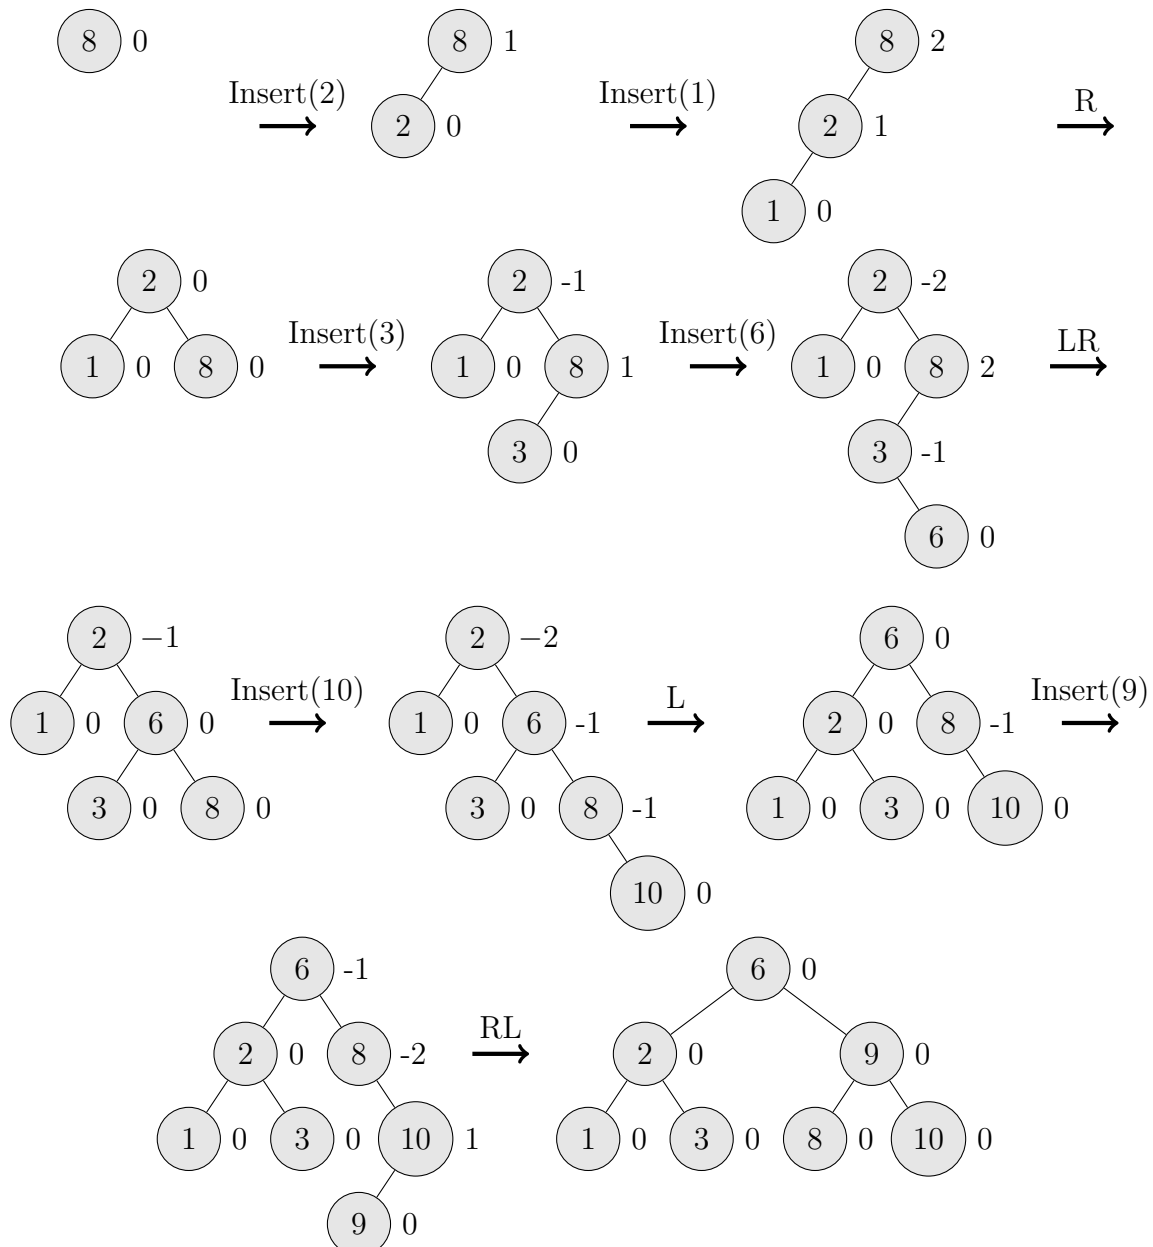 8 0
8 1
8 2
Insert(2) Insert(1) R
2 0
2 1
1 0
2 0
2 -1
2 -2
Insert(3) Insert(6) LR
1 0 8 0
1 0 8 1
1 0 8 2
3 0
3 -1
6 0
2 −1
2 −2
6 0
Insert(10) L Insert(9)
1 0 6 0
1 0 6 -1
2 0 8 -1
3 0 8 0
3 0 8 -1
1 0 3 0 10 0
10 0
6 -1
6 0
RL
2 0 8 -2
2 0 9 0
1 0 3 0 10 1
1 0 3 0 8 0 10 0
9 0